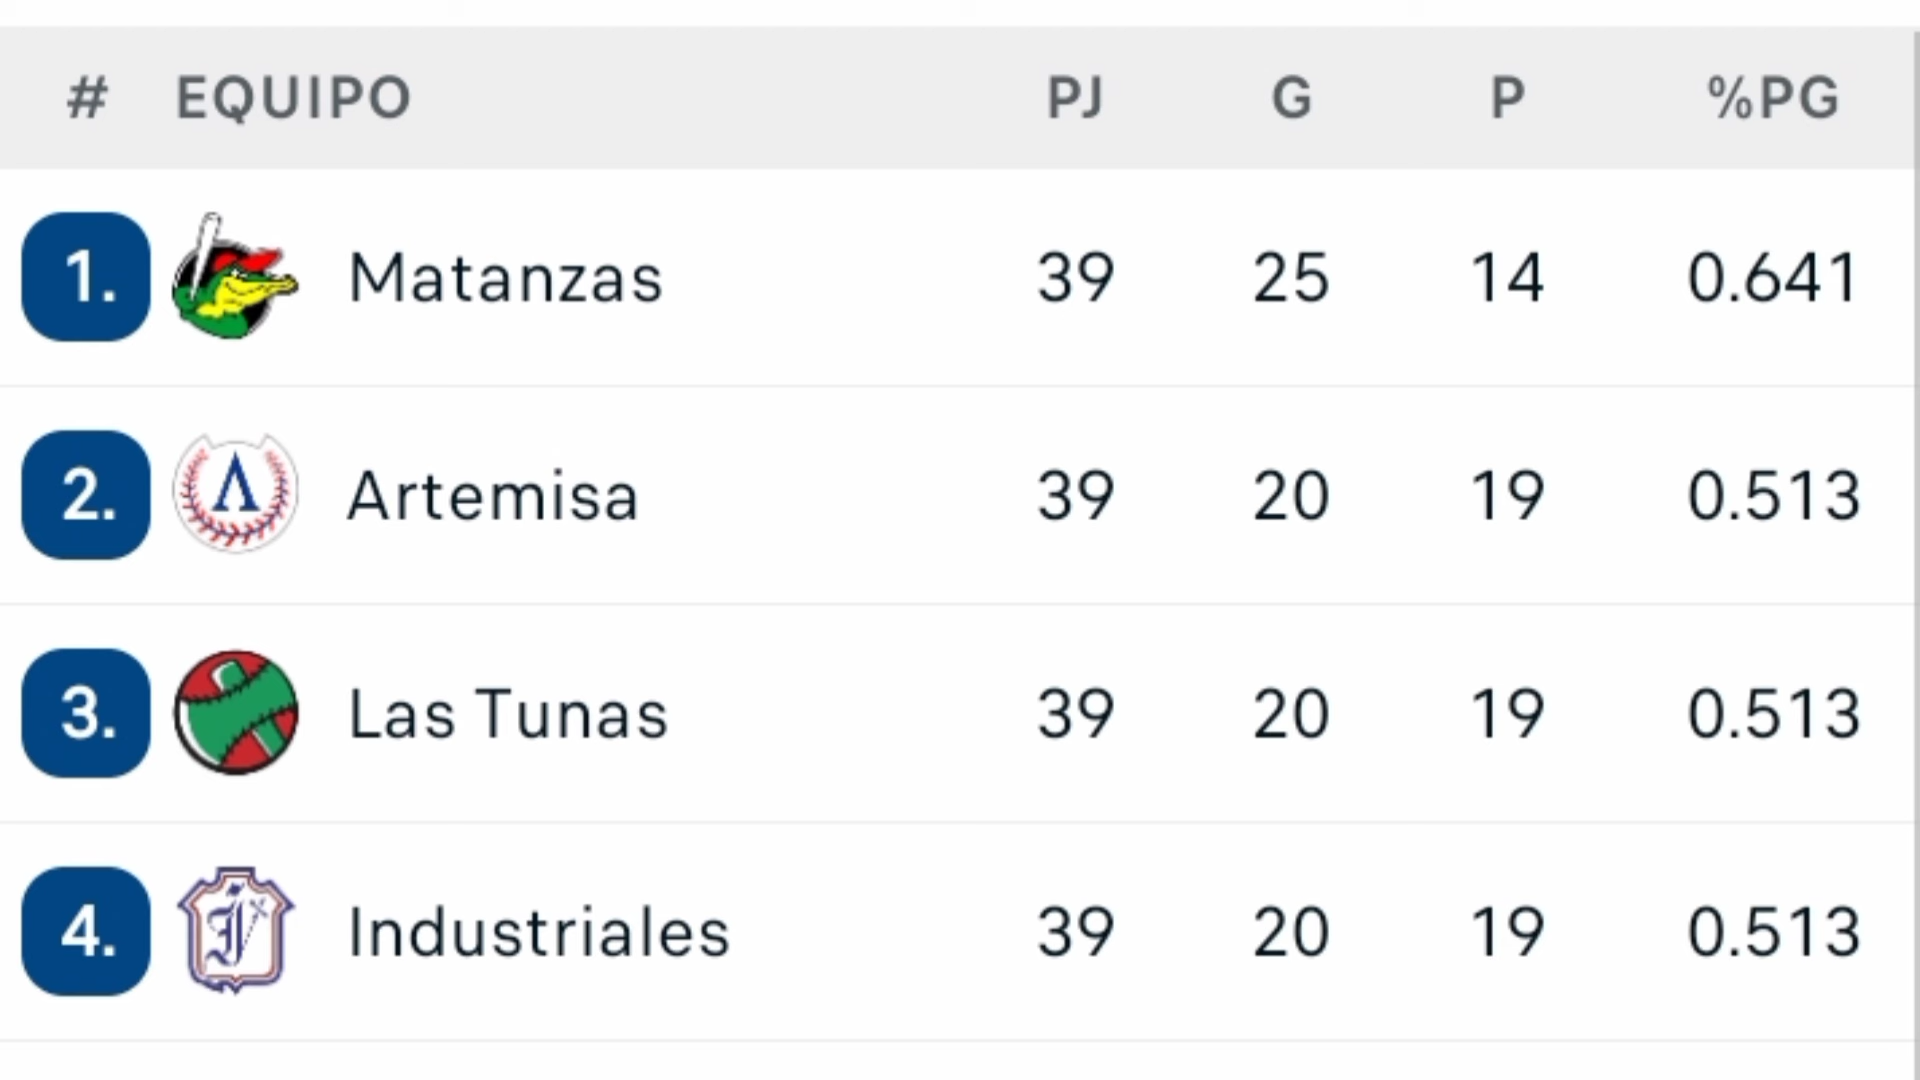 # EQUIPO PJ G P %PG
1. Matanzas 39 25 14 0.641
2. Artemisa 39 20 19 0.513
3. Las Tunas 39 20 19 0.513
4. Industriales 39 20 19 0.513